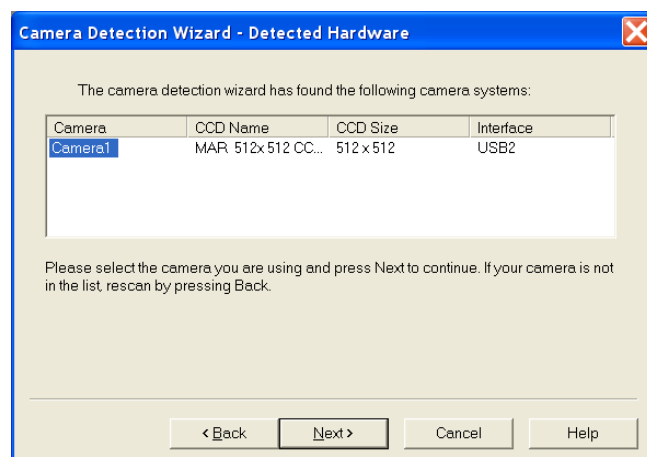 Camera Detection Wizard - Detected Hardware
The camera detection wizard has found the following camera systems:
Camera CCD Name CCD Size Interface
Camera1 MAR 512x512 CC... 512 x 512 USB2
Please select the camera you are using and press Next to continue. If your camera is not
in the list, rescan by pressing Back.
< Back Next > Cancel Help